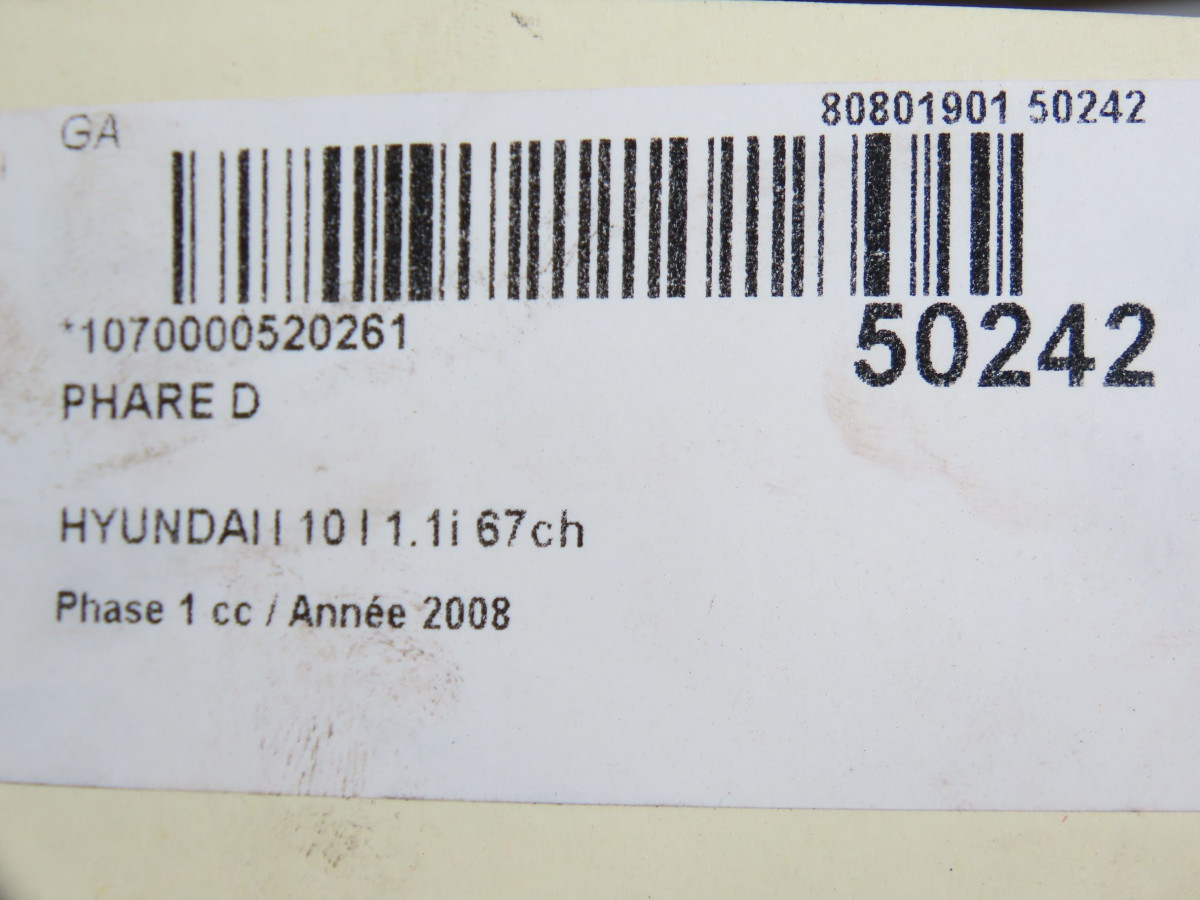 GA
80801901 50242
*1070000520261
50242
PHARE D
HYUNDAI I 10 I 1.1i 67ch
Phase 1 cc / Année 2008